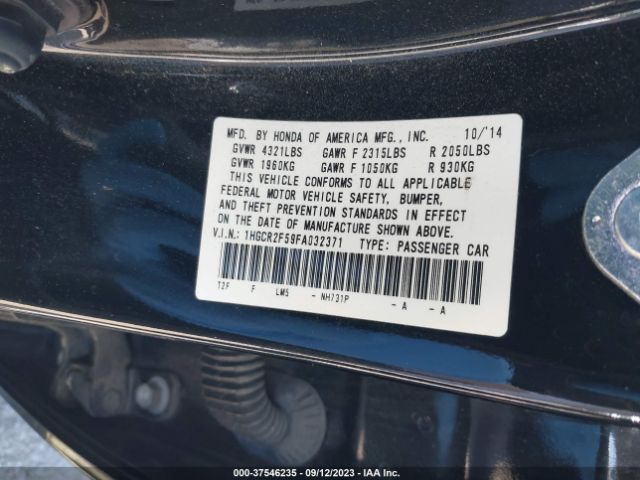 MFD. BY HONDA OF AMERICA MFG., INC. 10/'14
GVWR 4321LBS GAWR F 2315LBS R 2050LBS
GVWR 1960KG GAWR F 1050KG R 930KG
THIS VEHICLE CONFORMS TO ALL APPLICABLE
FEDERAL MOTOR VEHICLE SAFETY, BUMPER,
AND THEFT PREVENTION STANDARDS IN EFFECT
ON THE DATE OF MANUFACTURE SHOWN ABOVE.
V.I.N.: 1HGCR2F59FA032371 TYPE: PASSENGER CAR
T2F F LM5 - NH731P - A - A
000-37546235 - 09/12/2023 - IAA Inc.